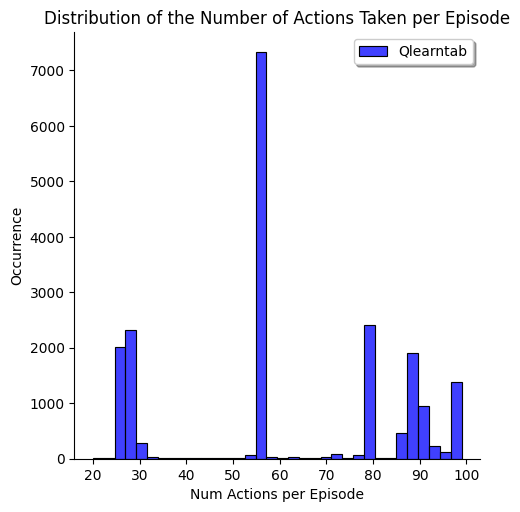 Distribution of the Number of Actions Taken per Episode
Qlearntab
7000
6000
5000
4000
3000
2000
1000
0
Occurrence
20 30 40 50 60 70 80 90 100
Num Actions per Episode